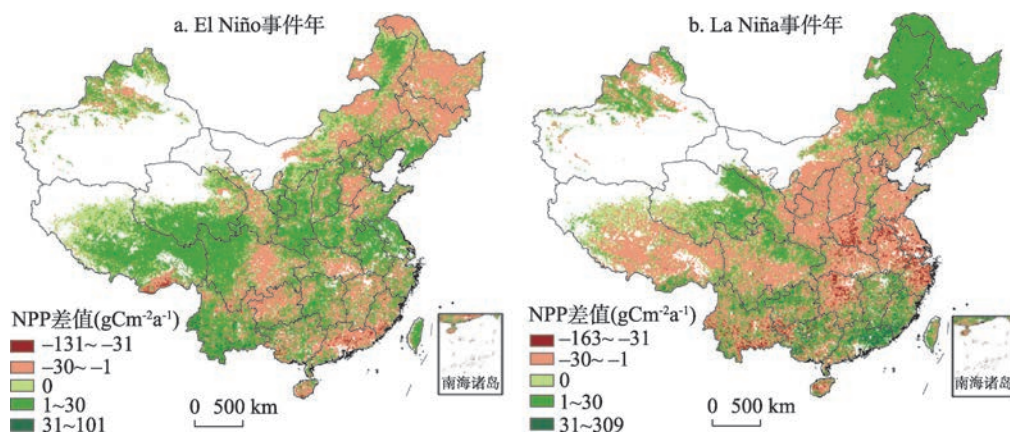 a. El Niño事件年
NPP差值(gCm⁻²a⁻¹)
−131~ −31
−30~ −1
0
1~30
31~101
0 500 km
南海诸岛
b. La Niña事件年
NPP差值(gCm⁻²a⁻¹)
−163~ −31
−30~ −1
0
1~30
31~309
0 500 km
南海诸岛